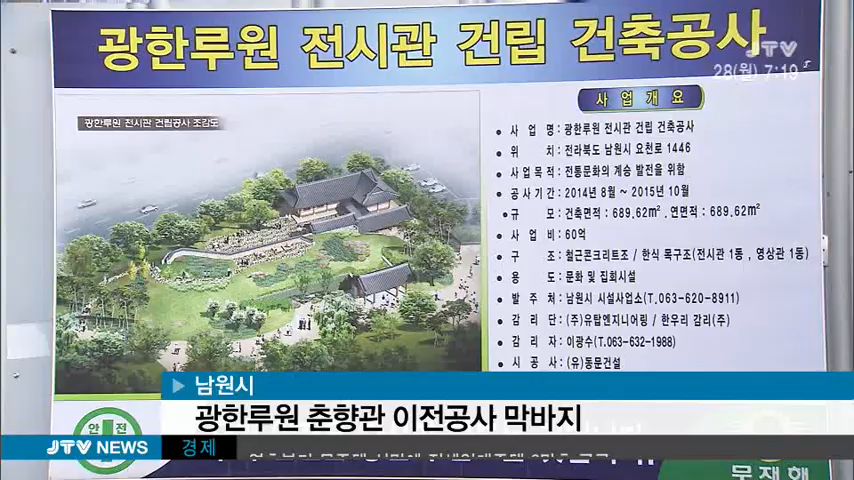 광한루원 전시관 건립 건축공사
JTV
28(월) 7:19
사업개요
광한루원 전시관 건립공사 조감도
• 사 업 명 : 광한루원 전시관 건립 건축공사
• 위 치 : 전라북도 남원시 요천로 1446
• 사업목적 : 전통문화의 계승 발전을 위함
• 공사기간 : 2014년 8월 ~ 2015년 10월
• 규 모 : 건축면적 : 689.62m², 연면적 : 689.62m²
• 사 업 비 : 60억
• 구 조 : 철근콘크리트조 / 한식 목구조(전시관 1동 , 영상관 1동)
• 용 도 : 문화 및 집회시설
• 발 주 처 : 남원시 시설사업소(T.063-620-8911)
• 감 리 단 : (주)유탑엔지니어링 / 한우리 감리(주)
• 감 리 자 : 이광수(T.063-632-1988)
• 시 공 사 : (유)동문건설
남원시
광한루원 춘향관 이전공사 막바지
안전
JTV NEWS 경제